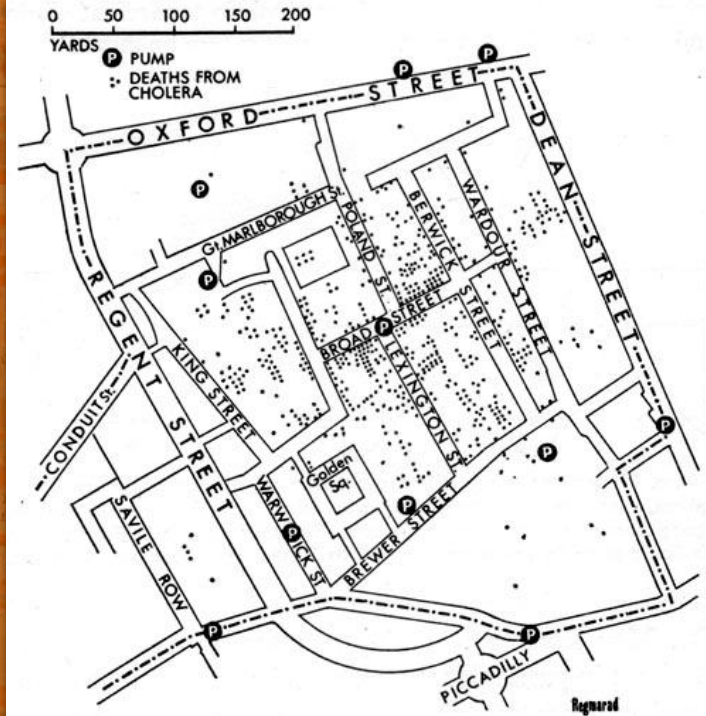 0 50 100 150 200
YARDS
P PUMP
DEATHS FROM
CHOLERA
OXFORD STREET
DEAN STREET
Gt. MARLBOROUGH St.
POLAND ST.
BERWICK STREET
WARDOUR STREET
REGENT STREET
BROAD STREET
KING STREET
LEXINGTON ST.
CONDUIT St.
Golden
Sq.
WARWICK ST
BREWER STREET
SAVILE ROW
PICCADILLY
P
P
P
P
P
P
P
P
P
P
P
Regmarad